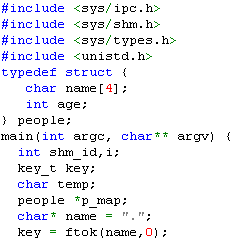 #include <sys/ipc.h>
#include <sys/shm.h>
#include <sys/types.h>
#include <unistd.h>
typedef struct {
char name[4];
int age;
} people;
main(int argc, char** argv) {
int shm_id,i;
key_t key;
char temp;
people *p_map;
char* name = ".";
key = ftok(name,0);